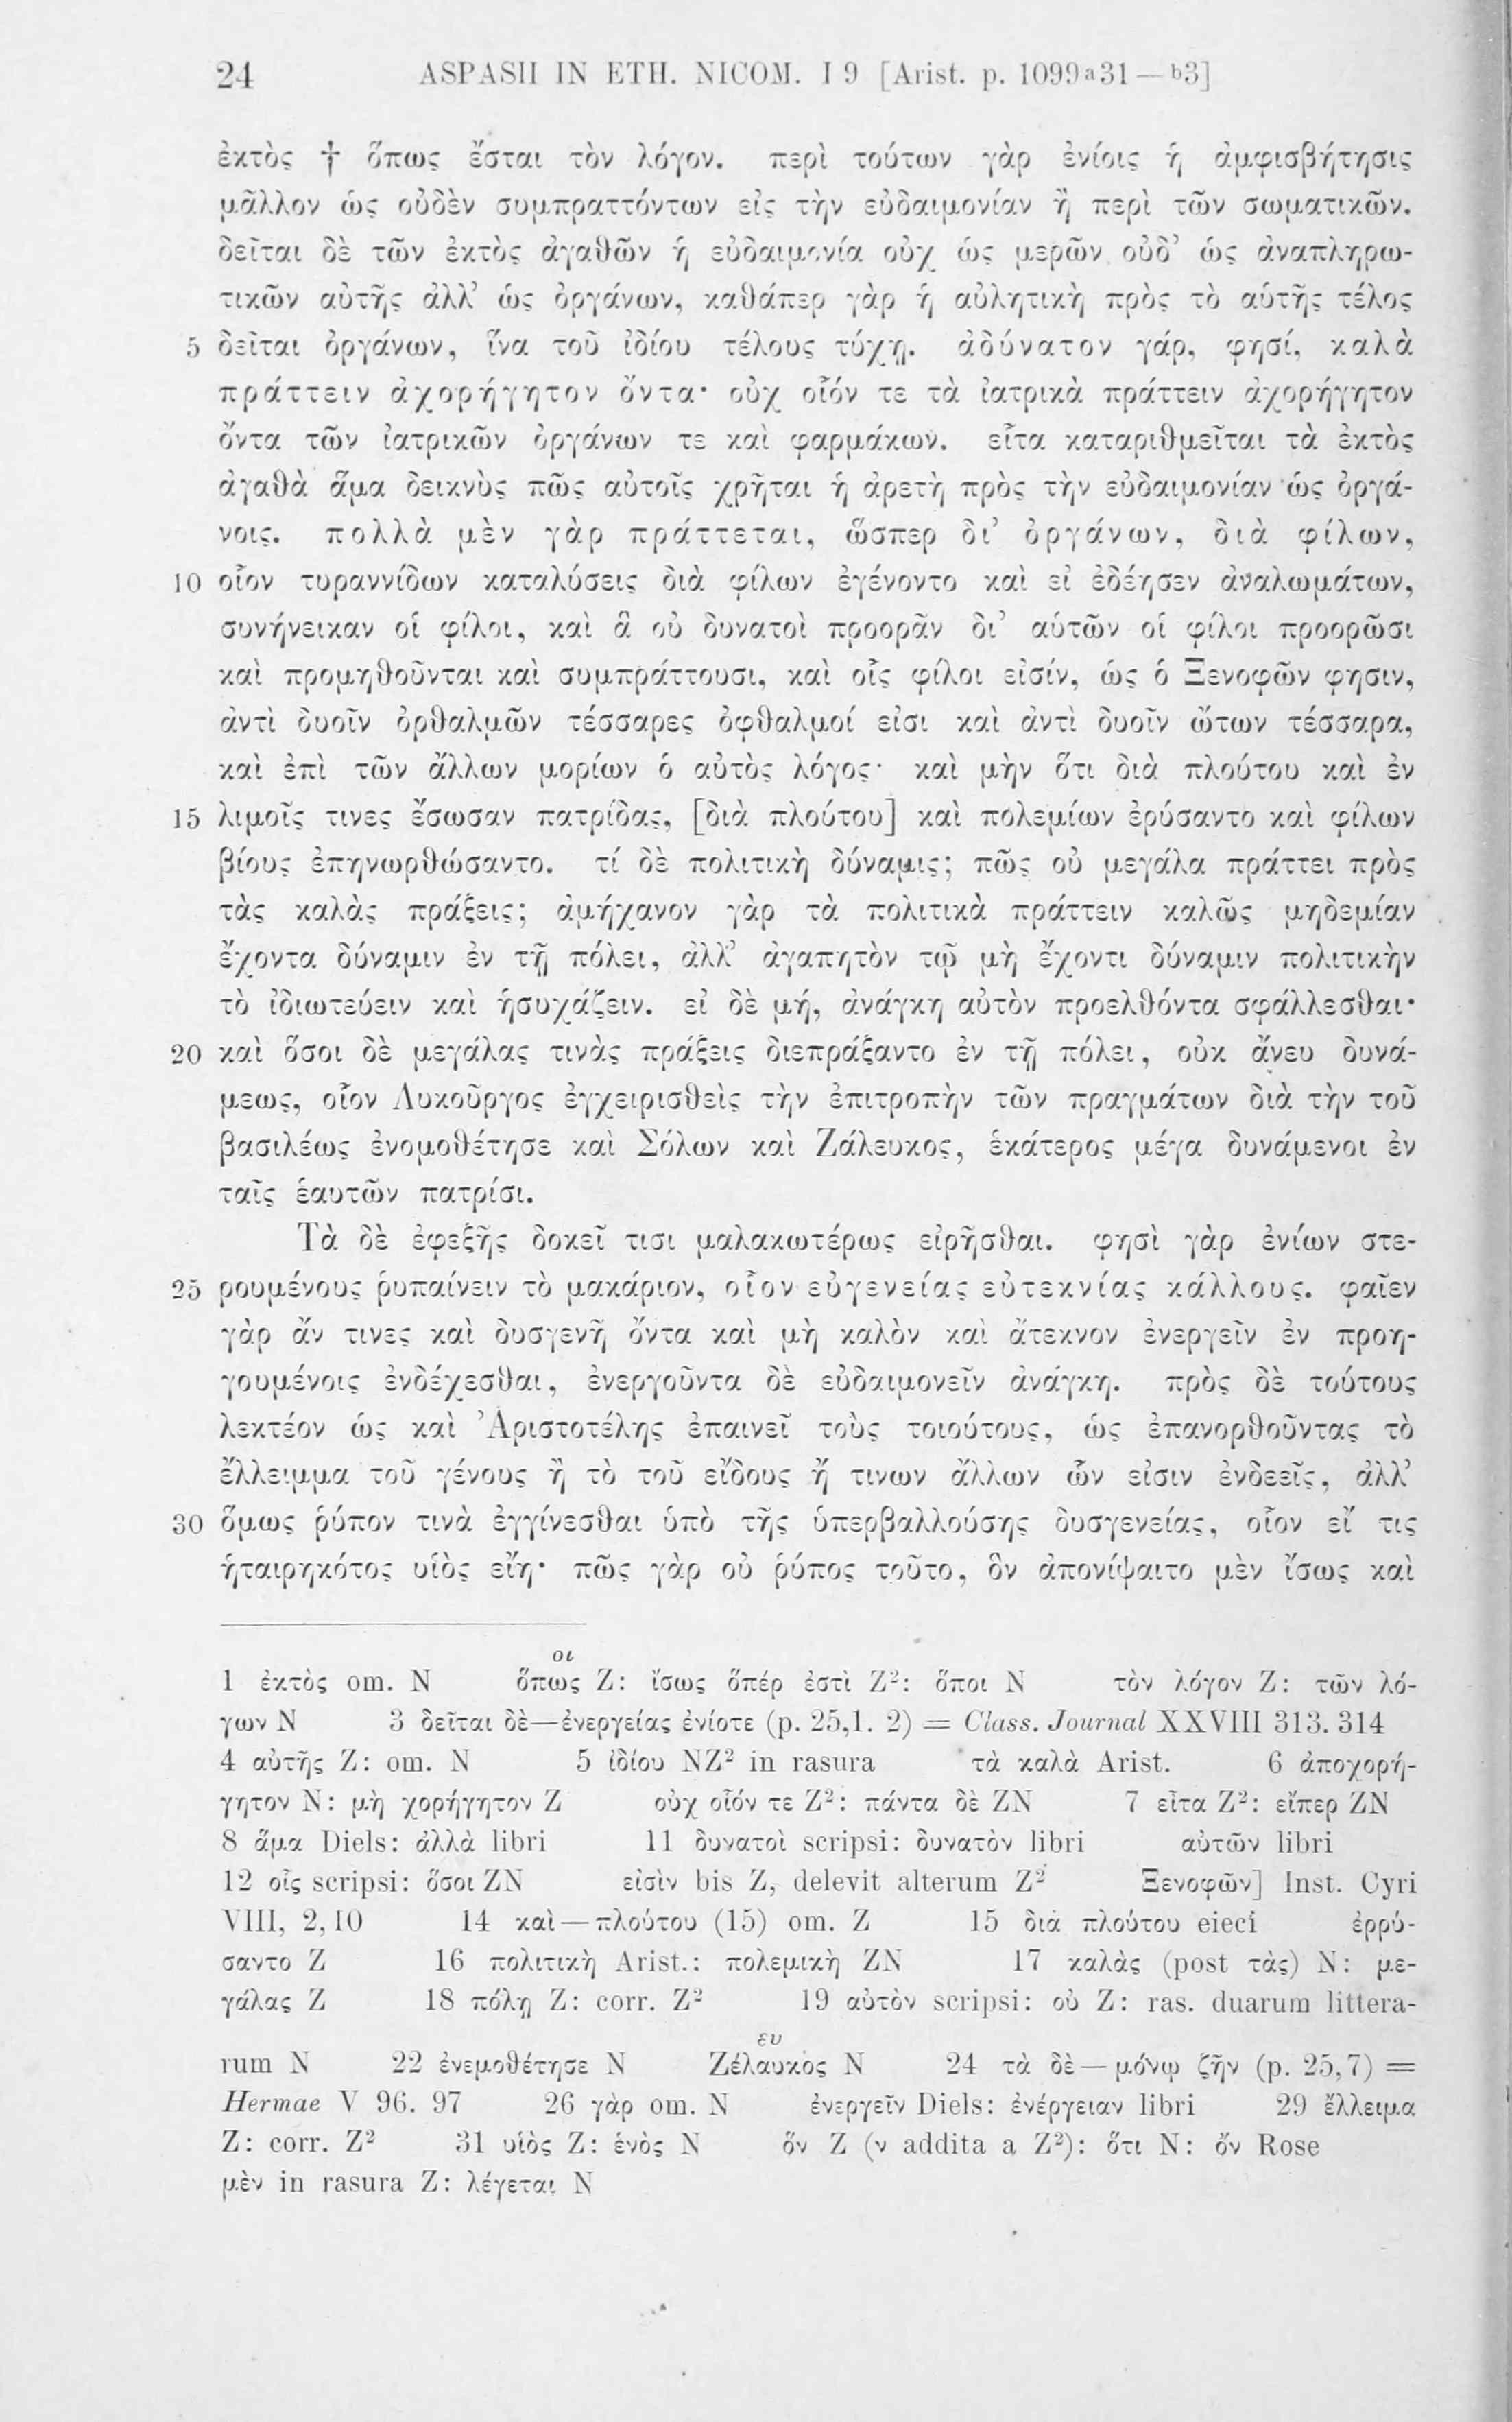 24 ASPASII IN ETH. NICOM. I 9 [Arist. p. 1099a31 — b3]
ἐκτὸς † ὅπως ἔσται τὸν λόγον. περὶ τούτων γὰρ ἐνίοις ἡ ἀμφισβήτησις
μᾶλλον ὡς οὐδὲν συμπραττόντων εἰς τὴν εὐδαιμονίαν ἢ περὶ τῶν σωματικῶν.
δεῖται δὲ τῶν ἐκτὸς ἀγαθῶν ἡ εὐδαιμονία οὐχ ὡς μερῶν οὐδ’ ὡς ἀναπληρω-
τικῶν αὐτῆς ἀλλ’ ὡς ὀργάνων, καθάπερ γὰρ ἡ αὐλητικὴ πρὸς τὸ αὑτῆς τέλος
5 δεῖται ὀργάνων, ἵνα τοῦ ἰδίου τέλους τύχῃ. ἀδύνατον γάρ, φησί, καλὰ
πράττειν ἀχορήγητον ὄντα· οὐχ οἷόν τε τὰ ἰατρικὰ πράττειν ἀχορήγητον
ὄντα τῶν ἰατρικῶν ὀργάνων τε καὶ φαρμάκων. εἶτα καταριθμεῖται τὰ ἐκτὸς
ἀγαθὰ ἅμα δεικνὺς πῶς αὐτοῖς χρῆται ἡ ἀρετὴ πρὸς τὴν εὐδαιμονίαν ὡς ὀργά-
νοις. πολλὰ μὲν γὰρ πράττεται, ὥσπερ δι’ ὀργάνων, διὰ φίλων,
10 οἷον τυραννίδων καταλύσεις διὰ φίλων ἐγένοντο καὶ εἰ ἐδέησεν ἀναλωμάτων,
συνήνεικαν οἱ φίλοι, καὶ ἃ οὐ δυνατοὶ προορᾶν δι’ αὑτῶν οἱ φίλοι προορῶσι
καὶ προμηθοῦνται καὶ συμπράττουσι, καὶ οἷς φίλοι εἰσίν, ὡς ὁ Ξενοφῶν φησιν,
ἀντὶ δυοῖν ὀρθαλμῶν τέσσαρες ὀφθαλμοί εἰσι καὶ ἀντὶ δυοῖν ὤτων τέσσαρα,
καὶ ἐπὶ τῶν ἄλλων μορίων ὁ αὐτὸς λόγος· καὶ μὴν ὅτι διὰ πλούτου καὶ ἐν
15 λιμοῖς τινες ἔσωσαν πατρίδας, [διὰ πλούτου] καὶ πολεμίων ἐρύσαντο καὶ φίλων
βίους ἐπηνωρθώσαντο. τί δὲ πολιτικὴ δύναμις; πῶς οὐ μεγάλα πράττει πρὸς
τὰς καλὰς πράξεις; ἀμήχανον γὰρ τὰ πολιτικὰ πράττειν καλῶς μηδεμίαν
ἔχοντα δύναμιν ἐν τῇ πόλει, ἀλλ’ ἀγαπητὸν τῷ μὴ ἔχοντι δύναμιν πολιτικὴν
τὸ ἰδιωτεύειν καὶ ἡσυχάζειν. εἰ δὲ μή, ἀνάγκη αὐτὸν προελθόντα σφάλλεσθαι·
20 καὶ ὅσοι δὲ μεγάλας τινὰς πράξεις διεπράξαντο ἐν τῇ πόλει, οὐκ ἄνευ δυνά-
μεως, οἷον Λυκοῦργος ἐγχειρισθεὶς τὴν ἐπιτροπὴν τῶν πραγμάτων διὰ τὴν τοῦ
βασιλέως ἐνομοθέτησε καὶ Σόλων καὶ Ζάλευκος, ἑκάτερος μέγα δυνάμενοι ἐν
ταῖς ἑαυτῶν πατρίσι.
Τὰ δὲ ἐφεξῆς δοκεῖ τισι μαλακωτέρως εἰρῆσθαι. φησὶ γὰρ ἐνίων στε-
25 ρουμένους ῥυπαίνειν τὸ μακάριον, οἷον εὐγενείας εὐτεκνίας κάλλους. φαῖεν
γὰρ ἄν τινες καὶ δυσγενῆ ὄντα καὶ μὴ καλὸν καὶ ἄτεκνον ἐνεργεῖν ἐν προη-
γουμένοις ἐνδέχεσθαι, ἐνεργοῦντα δὲ εὐδαιμονεῖν ἀνάγκη. πρὸς δὲ τούτους
λεκτέον ὡς καὶ Ἀριστοτέλης ἐπαινεῖ τοὺς τοιούτους, ὡς ἐπανορθοῦντας τὸ
ἔλλειμμα τοῦ γένους ἢ τὸ τοῦ εἴδους ἤ τινων ἄλλων ὧν εἰσιν ἐνδεεῖς, ἀλλ’
30 ὅμως ῥύπον τινὰ ἐγγίνεσθαι ὑπὸ τῆς ὑπερβαλλούσης δυσγενείας, οἷον εἴ τις
ἡταιρηκότος υἱὸς εἴη· πῶς γὰρ οὐ ῥύπος τοῦτο, ὃν ἀπονίψαιτο μὲν ἴσως καὶ
οι
1 ἐκτὸς om. N ὅπως Z: ἴσως ὅπέρ ἐστὶ Z²: ὅποι N τὸν λόγον Z: τῶν λό-
γων N 3 δεῖται δὲ—ἐνεργείας ἐνίοτε (p. 25,1. 2) = Class. Journal XXVIII 313. 314
4 αὐτῆς Z: om. N 5 ἰδίου NZ² in rasura τὰ καλὰ Arist. 6 ἀποχορή-
γητον N: μὴ χορήγητον Z οὐχ οἷόν τε Z²: πάντα δὲ ZN 7 εἶτα Z²: εἴπερ ZN
8 ἅμα Diels: ἀλλὰ libri 11 δυνατοὶ scripsi: δυνατὸν libri αὐτῶν libri
12 οἷς scripsi: ὅσοι ZN εἰσὶν bis Z, delevit alterum Z² Ξενοφῶν] Inst. Cyri
VIII, 2,10 14 καὶ—πλούτου (15) om. Z 15 διὰ πλούτου eieci ἐρρύ-
σαντο Z 16 πολιτικὴ Arist.: πολεμικὴ ZN 17 καλὰς (post τὰς) N: με-
γάλας Z 18 πόλῃ Z: corr. Z² 19 αὐτὸν scripsi: οὐ Z: ras. duarum littera-
ευ
rum N 22 ἐνεμοθέτησε N Ζέλαυκος N 24 τὰ δὲ—μόνῳ ζῆν (p. 25,7) =
Hermae V 96. 97 26 γὰρ om. N ἐνεργεῖν Diels: ἐνέργειαν libri 29 ἔλλειμα
Z: corr. Z² 31 υἱὸς Z: ἑνὸς N ὅν Z (ν addita a Z²): ὅτι N: ὄν Rose
μὲν in rasura Z: λέγεται N